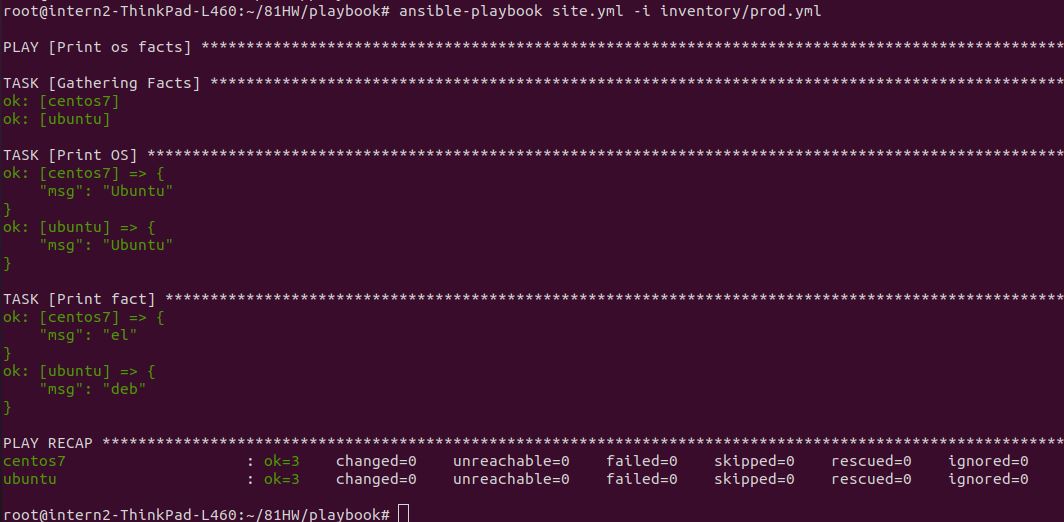 root@intern2-ThinkPad-L460:~/81HW/playbook# ansible-playbook site.yml -i inventory/prod.yml
PLAY [Print os facts] ************************************************************************************************
TASK [Gathering Facts] ***********************************************************************************************
ok: [centos7]
ok: [ubuntu]
TASK [Print OS] ******************************************************************************************************
ok: [centos7] => {
    "msg": "Ubuntu"
}
ok: [ubuntu] => {
    "msg": "Ubuntu"
}
TASK [Print fact] ****************************************************************************************************
ok: [centos7] => {
    "msg": "el"
}
ok: [ubuntu] => {
    "msg": "deb"
}
PLAY RECAP ***********************************************************************************************************
centos7                    : ok=3    changed=0    unreachable=0    failed=0    skipped=0    rescued=0    ignored=0
ubuntu                     : ok=3    changed=0    unreachable=0    failed=0    skipped=0    rescued=0    ignored=0
root@intern2-ThinkPad-L460:~/81HW/playbook#